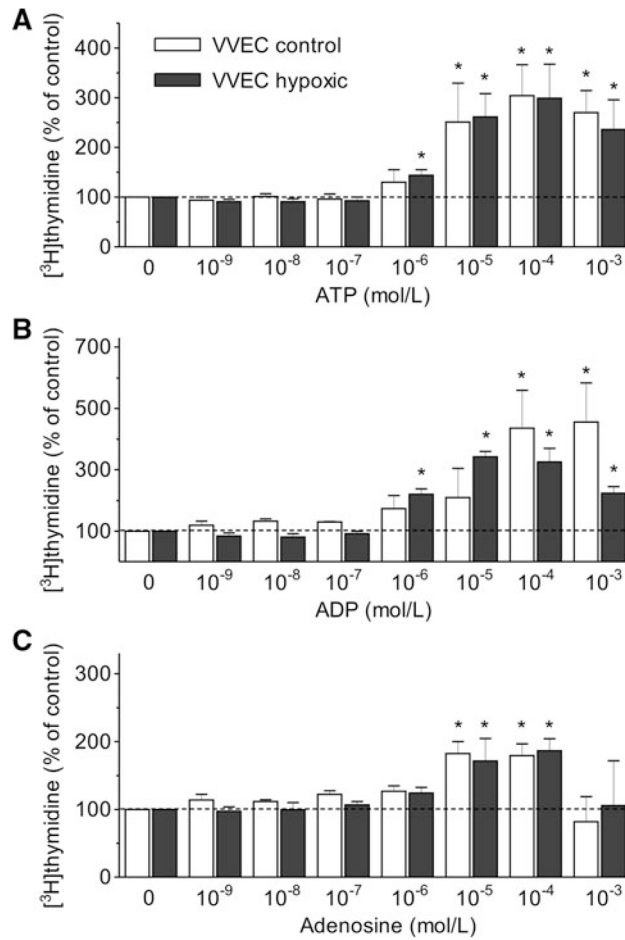 A
[³H]thymidine (% of control)
400
300
200
100
0
VVEC control
VVEC hypoxic
* * * * * * *
0 10⁻⁹ 10⁻⁸ 10⁻⁷ 10⁻⁶ 10⁻⁵ 10⁻⁴ 10⁻³
ATP (mol/L)
B
[³H]thymidine (% of control)
700
500
300
100
* * * * * *
0 10⁻⁹ 10⁻⁸ 10⁻⁷ 10⁻⁶ 10⁻⁵ 10⁻⁴ 10⁻³
ADP (mol/L)
C
[³H]thymidine (% of control)
300
200
100
0
* * * *
0 10⁻⁹ 10⁻⁸ 10⁻⁷ 10⁻⁶ 10⁻⁵ 10⁻⁴ 10⁻³
Adenosine (mol/L)